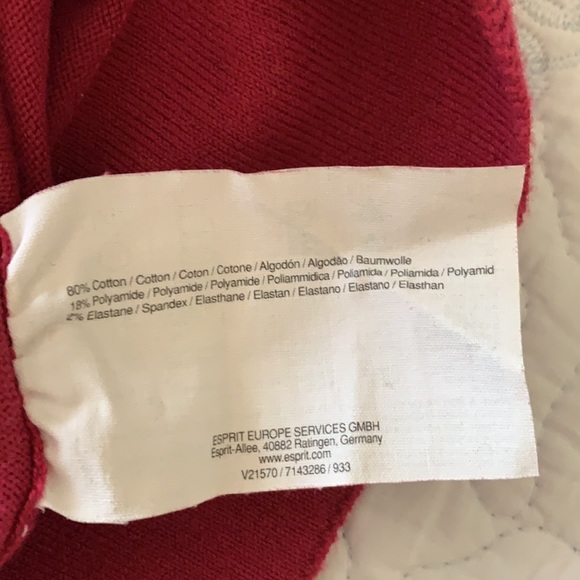 80% Cotton / Cotton / Coton / Cotone / Algodón / Algodão / Baumwolle
18% Polyamide / Polyamide / Polyamide / Poliammidica / Poliamida / Poliamida / Polyamid
2% Elastane / Spandex / Elasthane / Elastan / Elastano / Elastano / Elasthan
ESPRIT EUROPE SERVICES GMBH
Esprit-Allee, 40882 Ratingen, Germany
www.esprit.com
V21570 / 7143286 / 933